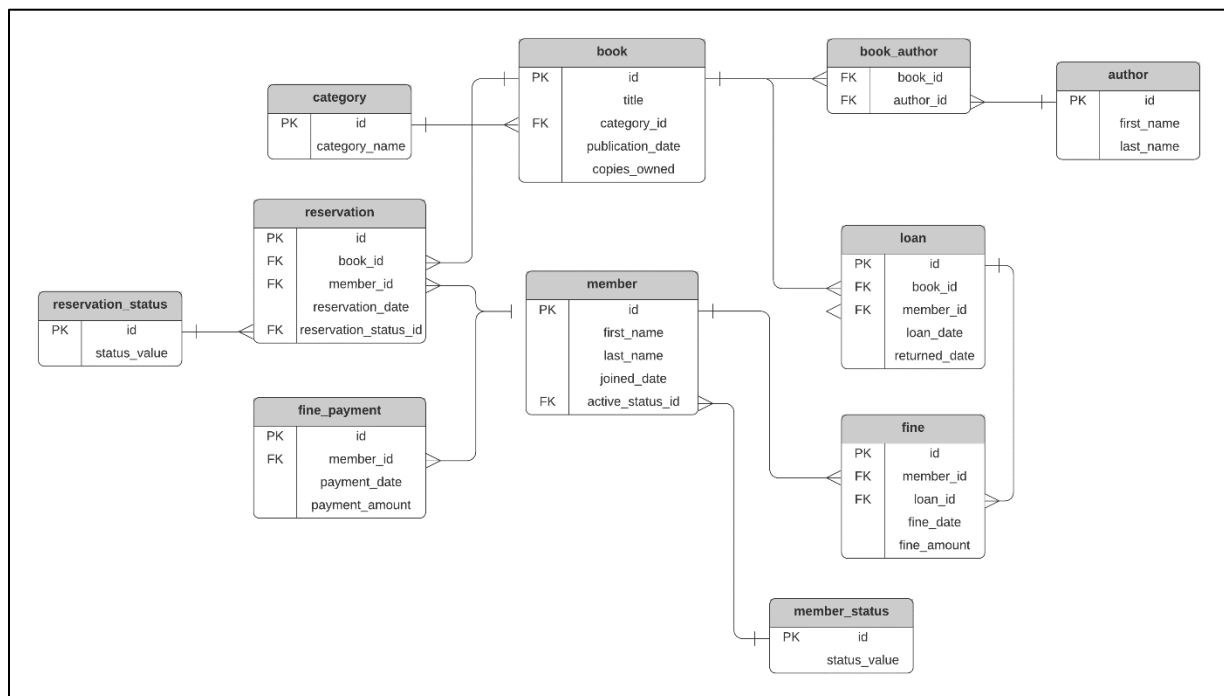 book
PK id
title
FK category_id
publication_date
copies_owned
book_author
FK book_id
FK author_id
author
PK id
first_name
last_name
category
PK id
category_name
reservation
PK id
FK book_id
FK member_id
reservation_date
FK reservation_status_id
loan
PK id
FK book_id
FK member_id
loan_date
returned_date
reservation_status
PK id
status_value
member
PK id
first_name
last_name
joined_date
FK active_status_id
fine_payment
PK id
FK member_id
payment_date
payment_amount
fine
PK id
FK member_id
FK loan_id
fine_date
fine_amount
member_status
PK id
status_value